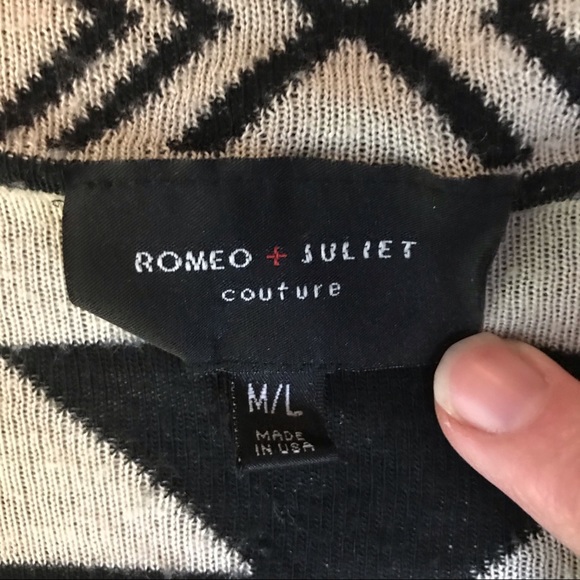 ROMEO + JULIET
couture
M/L
MADE
IN USA